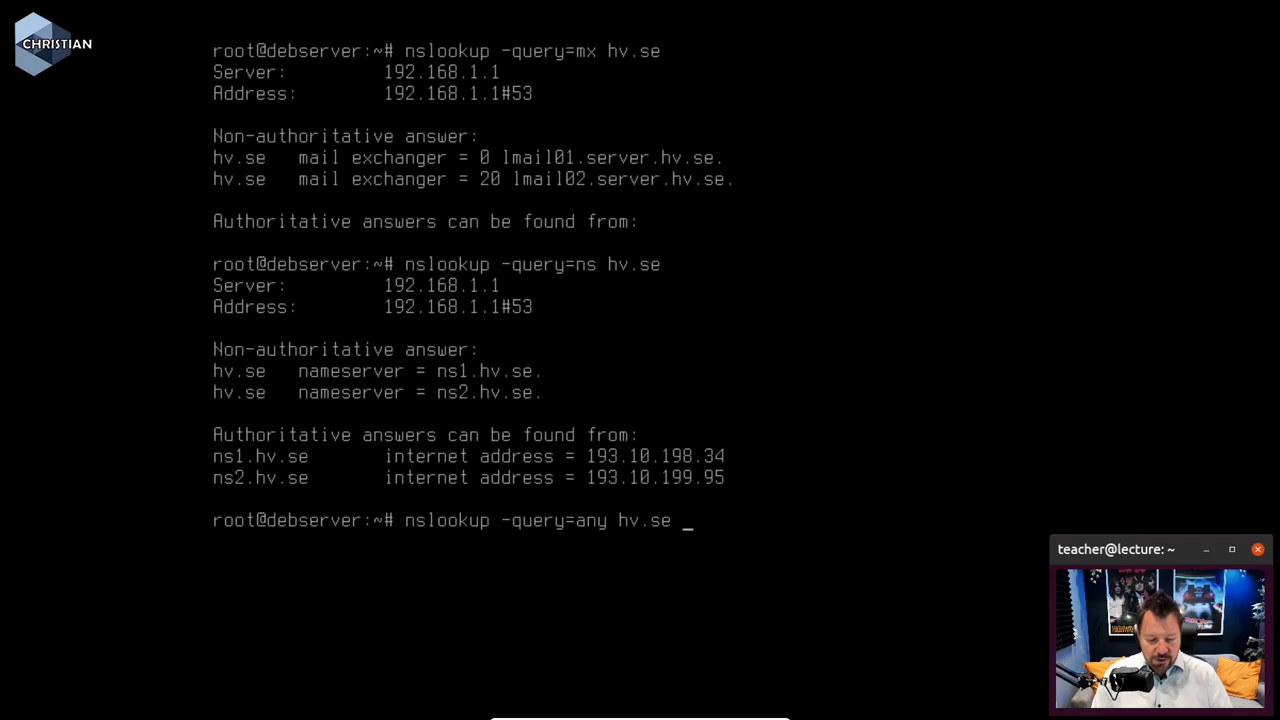 CHRISTIAN
root@debserver:~# nslookup -query=mx hv.se
Server: 192.168.1.1
Address: 192.168.1.1#53
Non-authoritative answer:
hv.se mail exchanger = 0 lmail01.server.hv.se.
hv.se mail exchanger = 20 lmail02.server.hv.se.
Authoritative answers can be found from:
root@debserver:~# nslookup -query=ns hv.se
Server: 192.168.1.1
Address: 192.168.1.1#53
Non-authoritative answer:
hv.se nameserver = ns1.hv.se.
hv.se nameserver = ns2.hv.se.
Authoritative answers can be found from:
ns1.hv.se internet address = 193.10.198.34
ns2.hv.se internet address = 193.10.199.95
root@debserver:~# nslookup -query=any hv.se _
teacher@lecture: ~